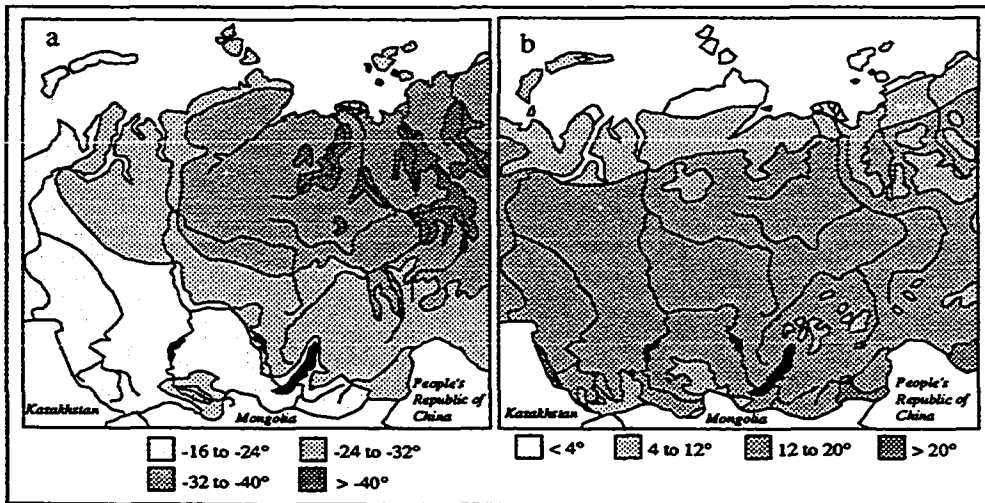 a
b
Kazakhstan
Mongolia
People's
Republic of
China
Kazakhstan
Mongolia
People's
Republic of
China
-16 to -24°
-24 to -32°
-32 to -40°
> -40°
< 4°
4 to 12°
12 to 20°
> 20°